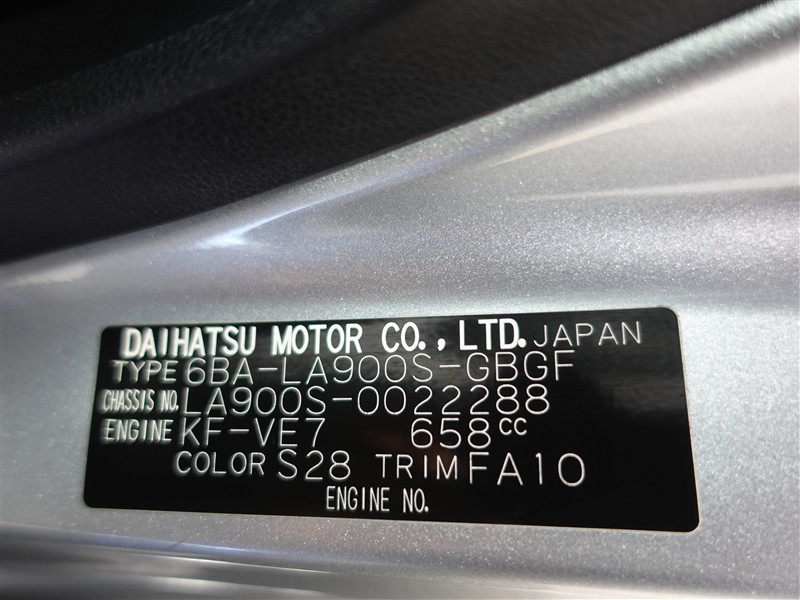 DAIHATSU MOTOR CO., LTD. JAPAN
TYPE 6BA-LA900S-GBGF
CHASSIS NO. LA900S-0022288
ENGINE KF-VE7 658CC
COLOR S28 TRIM FA10
ENGINE NO.